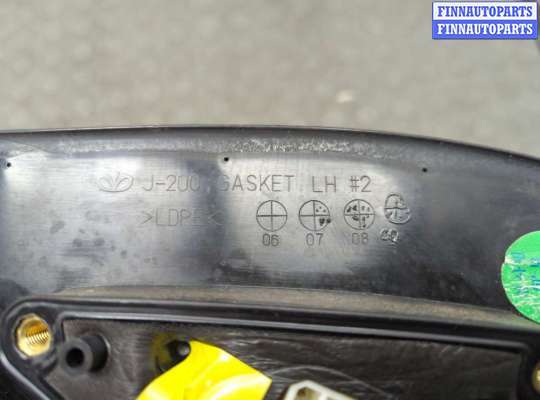 FINNAUTOPARTS
FINNAUTOPARTS
J-200 GASKET LH #2
>LDPE<
06 07 08